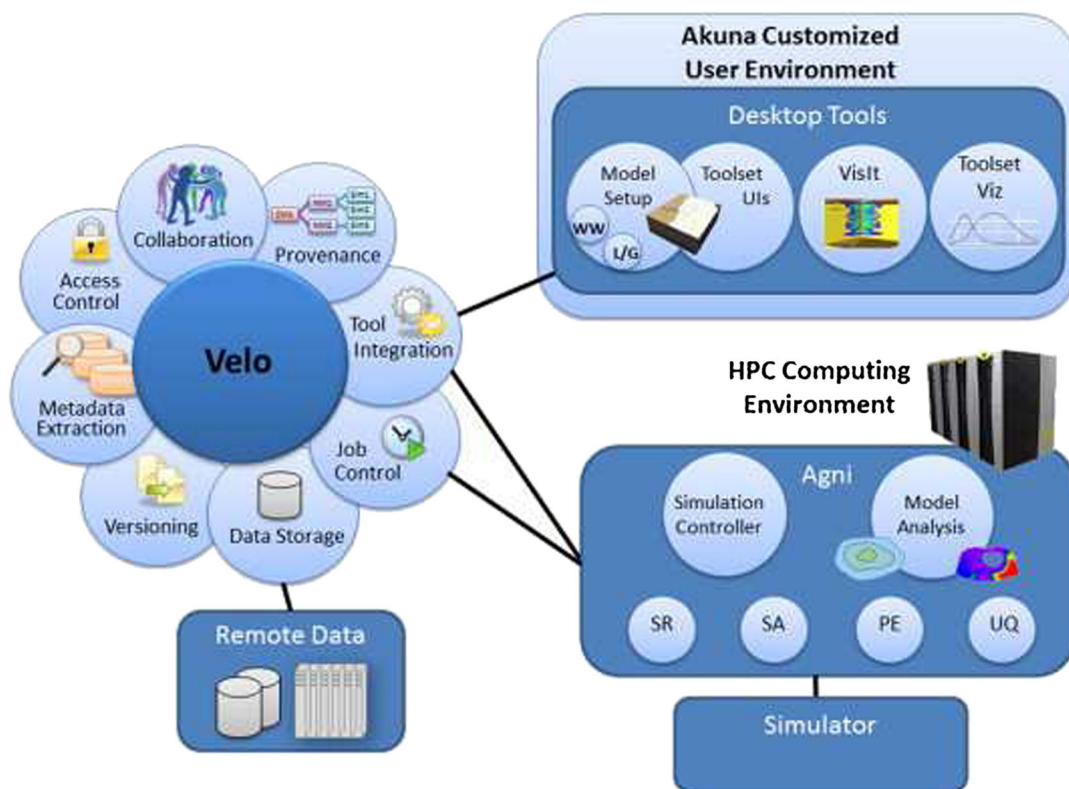 Akuna Customized
User Environment
Desktop Tools
Model
Setup
WW
L/G
Toolset
UIs
VisIt
Toolset
Viz
Collaboration
Provenance
Access
Control
Tool
Integration
Velo
Metadata
Extraction
Job
Control
Versioning
Data Storage
Remote Data
HPC Computing
Environment
Agni
Simulation
Controller
Model
Analysis
SR
SA
PE
UQ
Simulator